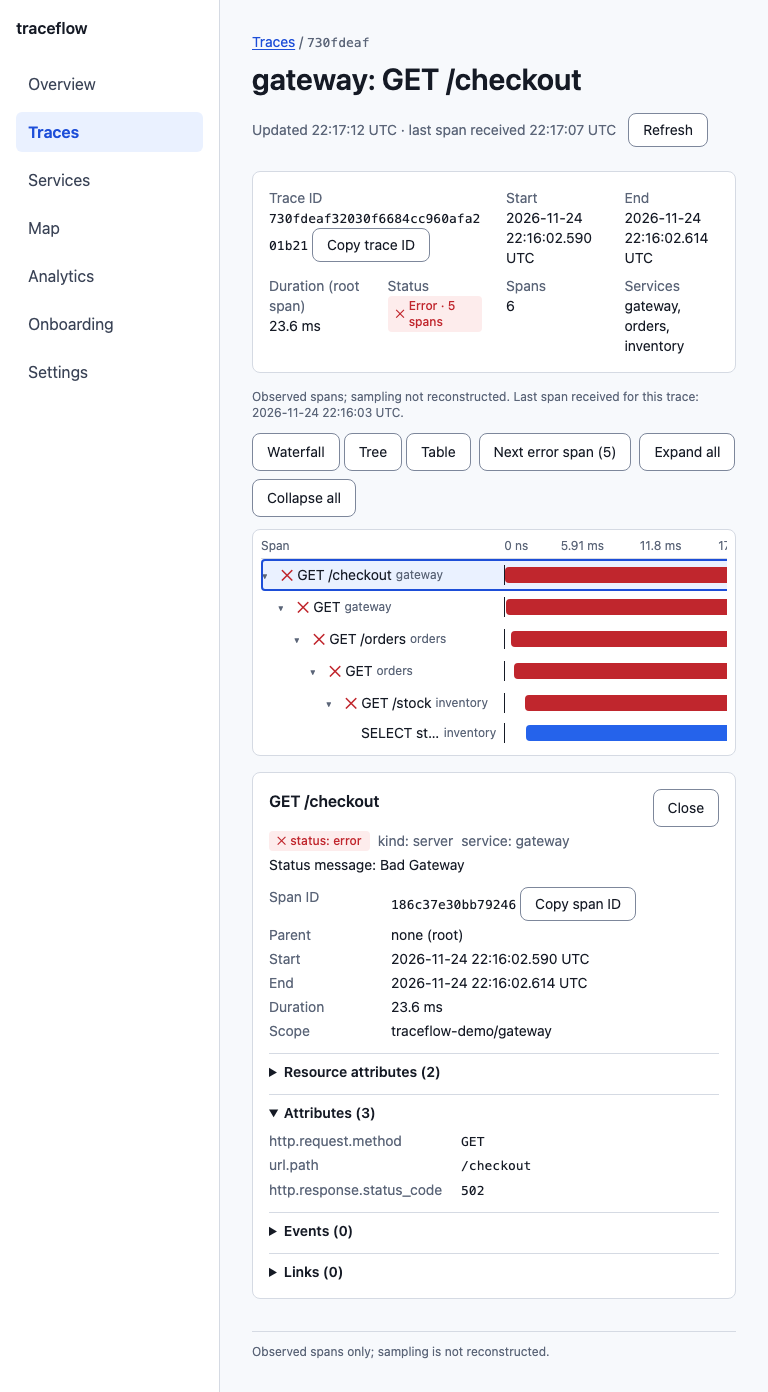 traceflow
Overview
Traces
Services
Map
Analytics
Onboarding
Settings
Traces / 730fdeaf
gateway: GET /checkout
Updated 22:17:12 UTC · last span received 22:17:07 UTC
Refresh
Trace ID
730fdeaf32030f6684cc960afa2
01b21
Copy trace ID
Start
2026-11-24
22:16:02.590
UTC
End
2026-11-24
22:16:02.614
UTC
Duration (root
span)
23.6 ms
Status
Error · 5
spans
Spans
6
Services
gateway,
orders,
inventory
Observed spans; sampling not reconstructed. Last span received for this trace:
2026-11-24 22:16:03 UTC.
Waterfall
Tree
Table
Next error span (5)
Expand all
Collapse all
Span 0 ns 5.91 ms 11.8 ms 17
GET /checkout gateway
GET gateway
GET /orders orders
GET orders
GET /stock inventory
SELECT st… inventory
GET /checkout
Close
status: error kind: server service: gateway
Status message: Bad Gateway
Span ID 186c37e30bb79246 Copy span ID
Parent none (root)
Start 2026-11-24 22:16:02.590 UTC
End 2026-11-24 22:16:02.614 UTC
Duration 23.6 ms
Scope traceflow-demo/gateway
Resource attributes (2)
Attributes (3)
http.request.method GET
url.path /checkout
http.response.status_code 502
Events (0)
Links (0)
Observed spans only; sampling is not reconstructed.